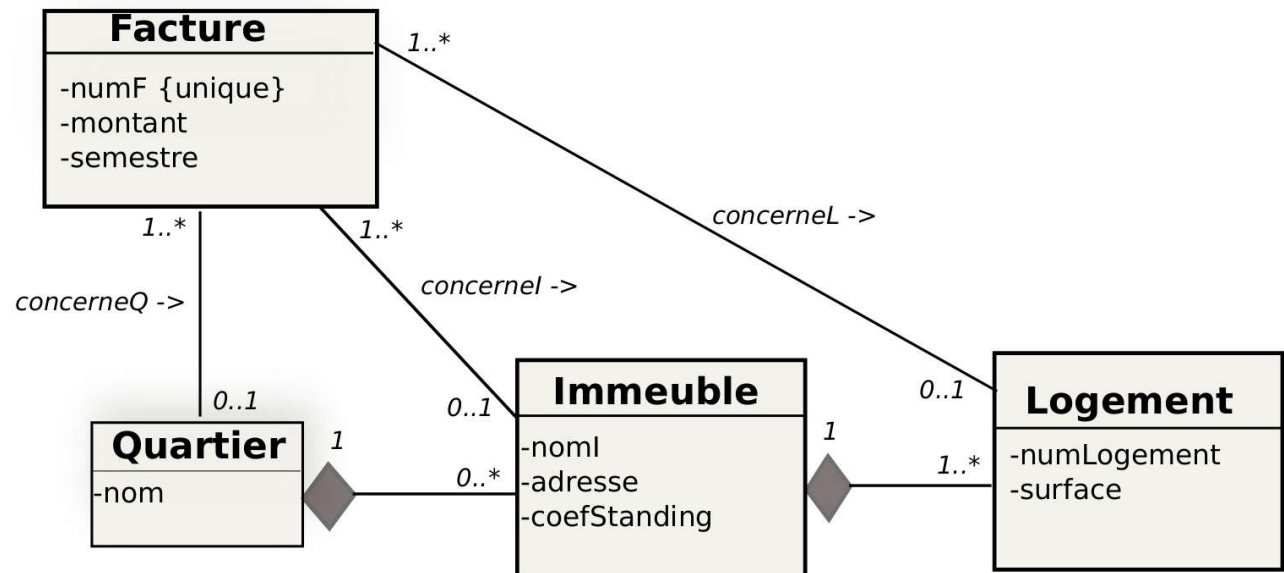 Facture
-numF {unique}
-montant
-semestre
1..*
1..*
1..*
concerneQ ->
concerneI ->
concerneL ->
0..1
0..1
0..1
Quartier
-nom
1
0..*
Immeuble
-nomI
-adresse
-coefStanding
1
1..*
Logement
-numLogement
-surface